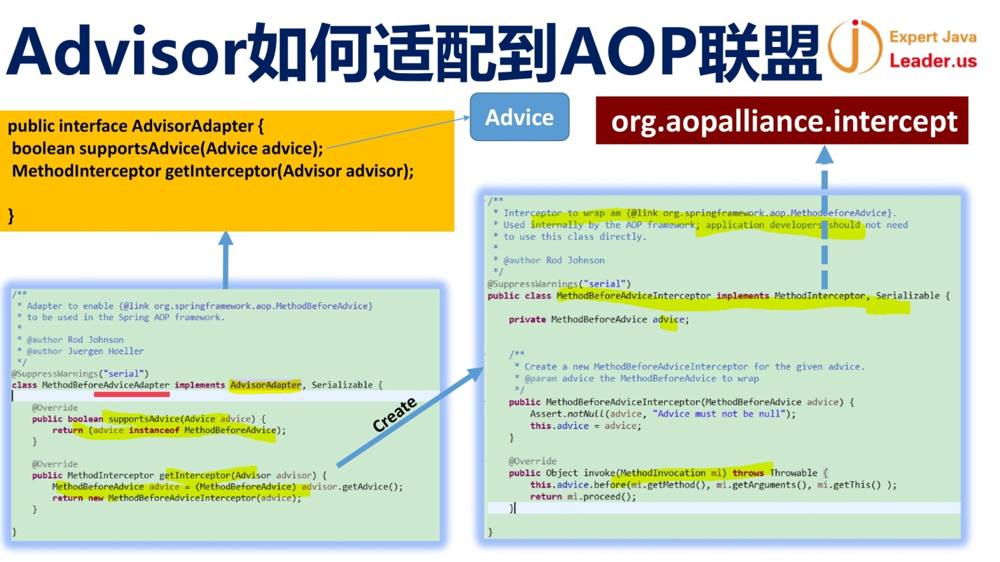 Advisor如何适配到AOP联盟
Expert Java
Leader.us
public interface AdvisorAdapter {
boolean supportsAdvice(Advice advice);
MethodInterceptor getInterceptor(Advisor advisor);
}
Advice
org.aopalliance.intercept
/**
* Adapter to enable {@link org.springframework.aop.MethodBeforeAdvice}
* to be used in the Spring AOP framework.
*
* @author Rod Johnson
* @author Juergen Hoeller
*/
@SuppressWarnings("serial")
class MethodBeforeAdviceAdapter implements AdvisorAdapter, Serializable {
@Override
public boolean supportsAdvice(Advice advice) {
return (advice instanceof MethodBeforeAdvice);
}
@Override
public MethodInterceptor getInterceptor(Advisor advisor) {
MethodBeforeAdvice advice = (MethodBeforeAdvice) advisor.getAdvice();
return new MethodBeforeAdviceInterceptor(advice);
}
}
Create
/**
* Interceptor to wrap am {@link org.springframework.aop.MethodBeforeAdvice}.
* Used internally by the AOP framework; application developers should not need
* to use this class directly.
*
* @author Rod Johnson
*/
@SuppressWarnings("serial")
public class MethodBeforeAdviceInterceptor implements MethodInterceptor, Serializable {
private MethodBeforeAdvice advice;
/**
* Create a new MethodBeforeAdviceInterceptor for the given advice.
* @param advice the MethodBeforeAdvice to wrap
*/
public MethodBeforeAdviceInterceptor(MethodBeforeAdvice advice) {
Assert.notNull(advice, "Advice must not be null");
this.advice = advice;
}
@Override
public Object invoke(MethodInvocation mi) throws Throwable {
this.advice.before(mi.getMethod(), mi.getArguments(), mi.getThis() );
return mi.proceed();
}
}